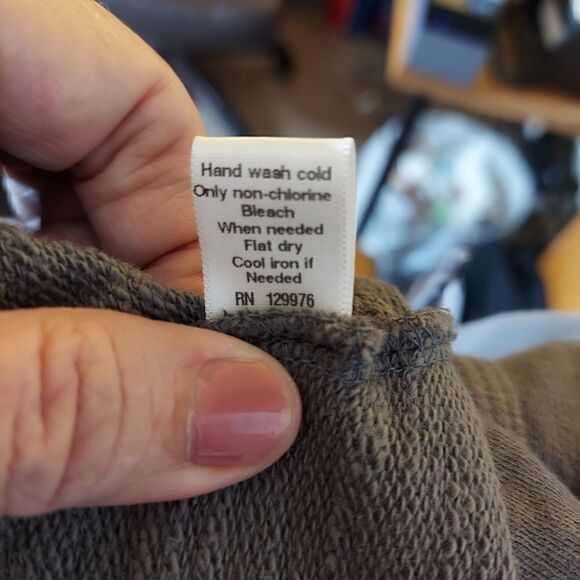 Hand wash cold
Only non-chlorine
Bleach
When needed
Flat dry
Cool iron if
Needed
RN 129976